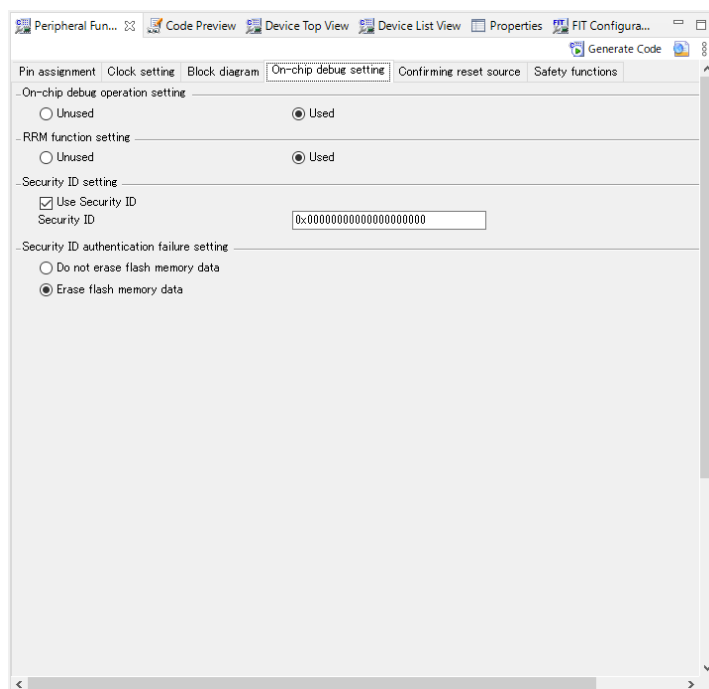 Peripheral Fun... Code Preview Device Top View Device List View Properties FIT Configura...
Generate Code
Pin assignment Clock setting Block diagram On-chip debug setting Confirming reset source Safety functions
On-chip debug operation setting
Unused Used
RRM function setting
Unused Used
Security ID setting
Use Security ID
Security ID 0x00000000000000000000
Security ID authentication failure setting
Do not erase flash memory data
Erase flash memory data